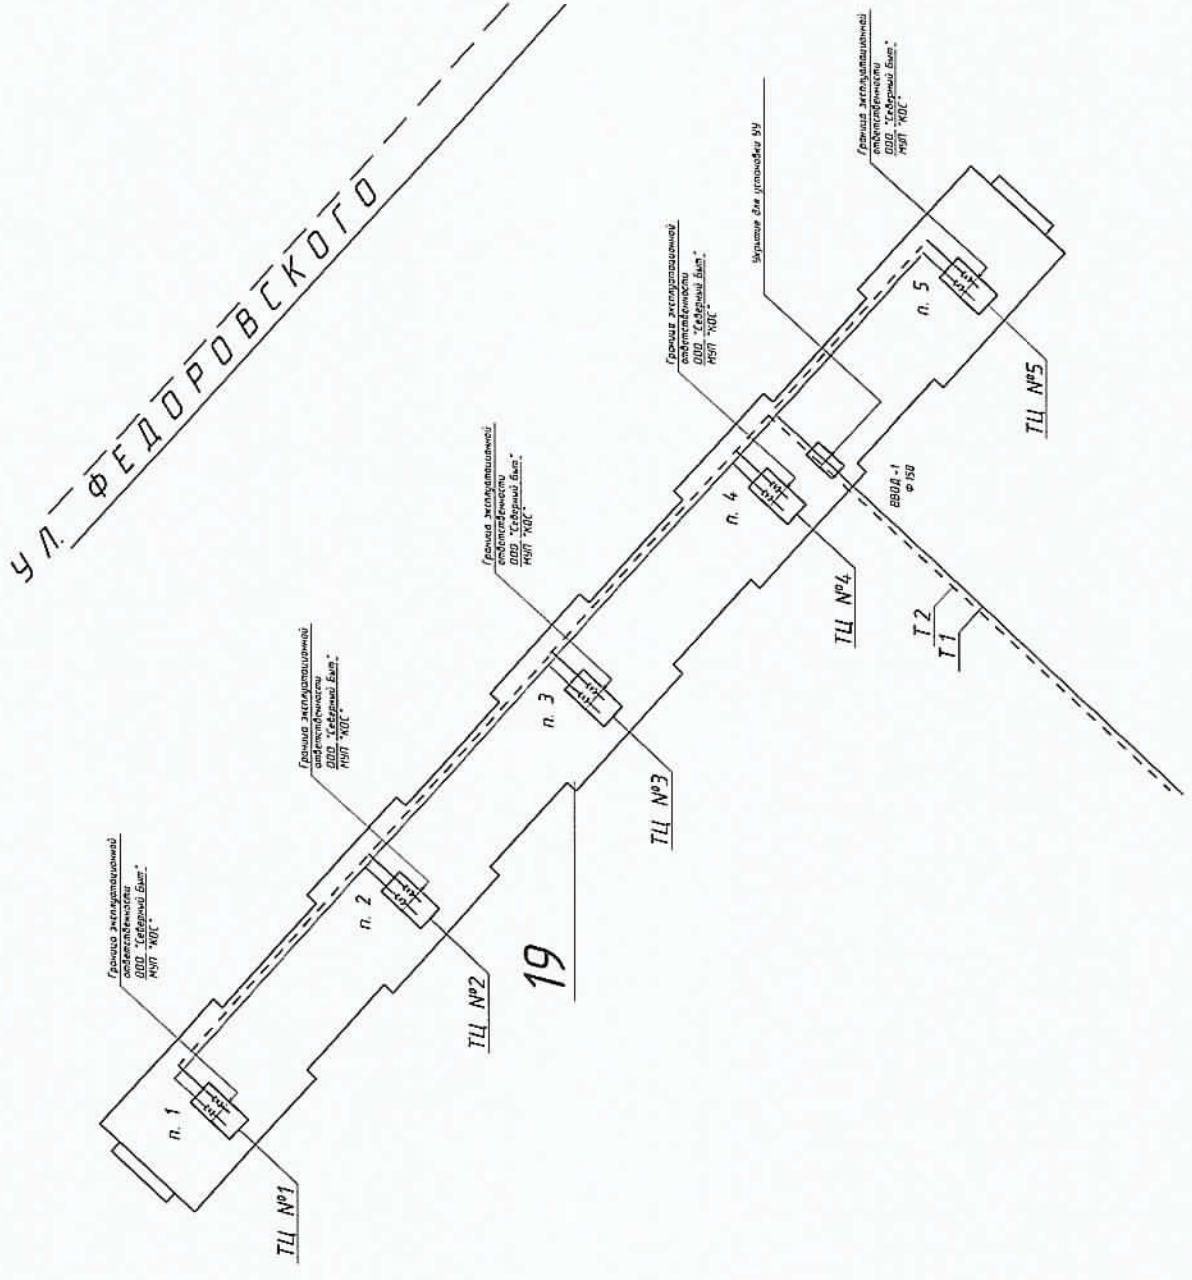 УЛ. ФЕДОРОВСКОГО
Граница эксплуатационной
ответственности
ООО "Северный Быт"
МУП "КОС"
п. 1
ТЦ №1
Граница эксплуатационной
ответственности
ООО "Северный Быт"
МУП "КОС"
п. 2
ТЦ №2
19
Граница эксплуатационной
ответственности
ООО "Северный Быт"
МУП "КОС"
п. 3
ТЦ №3
Граница эксплуатационной
ответственности
ООО "Северный Быт"
МУП "КОС"
п. 4
ТЦ №4
Укрытие для установки УУ
ВВОД -1
Ф 150
Т2
Т1
Граница эксплуатационной
ответственности
ООО "Северный Быт"
МУП "КОС"
п. 5
ТЦ №5